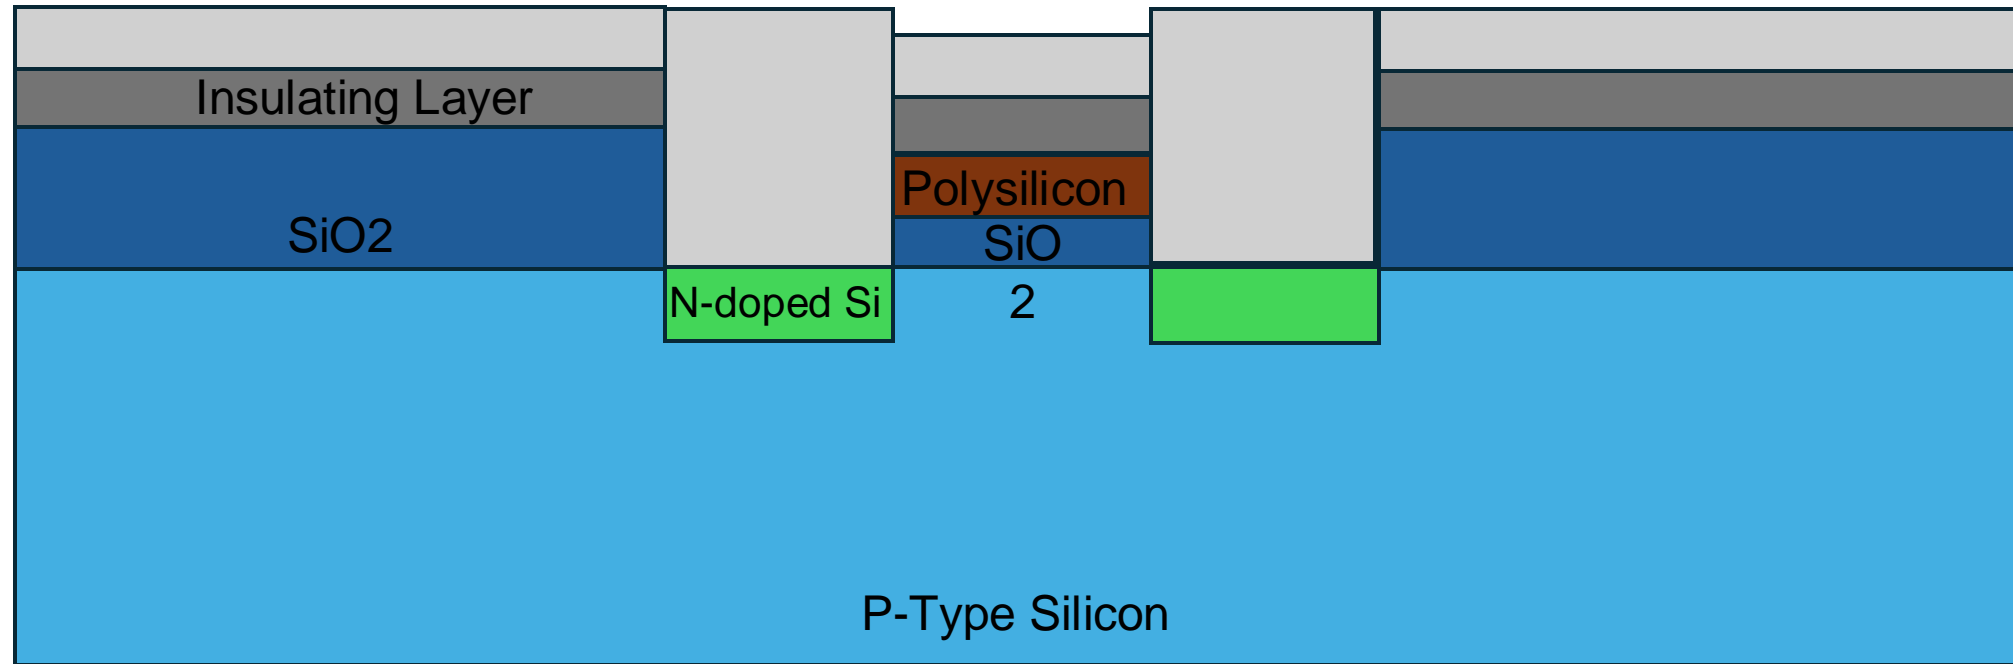 Insulating Layer
Polysilicon
SiO2
SiO
2
N-doped Si
P-Type Silicon